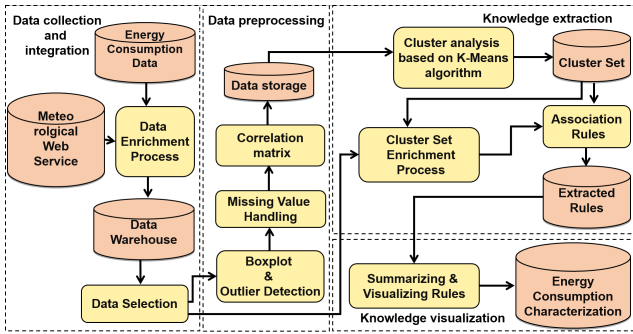 Data collection
and
integration
Energy
Consumption
Data
Meteo
rolgical
Web
Service
Data
Enrichment
Process
Data
Warehouse
Data Selection
Data preprocessing
Data storage
Correlation
matrix
Missing Value
Handling
Boxplot
&
Outlier Detection
Knowledge extraction
Cluster analysis
based on K-Means
algorithm
Cluster Set
Cluster Set
Enrichment
Process
Association
Rules
Extracted
Rules
Summarizing &
Visualizing Rules
Energy
Consumption
Characterization
Knowledge visualization